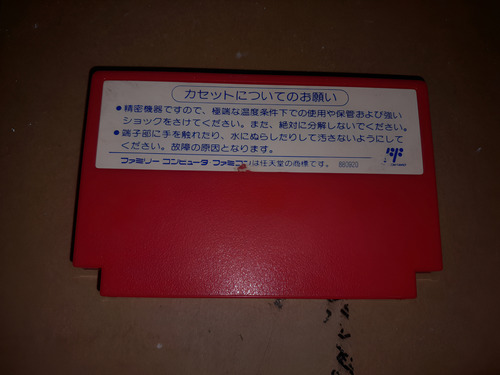 カセットについてのお願い
●精密機器ですので、極端な温度条件下での使用や保管および強い
ショックをさけてください。また、絶対に分解しないでください。
●端子部に手を触れたり、水にぬらしたりして汚さないようにして
ください。故障の原因となります。
ファミリー コンピュータ ファミコンは任天堂の商標です。 880920